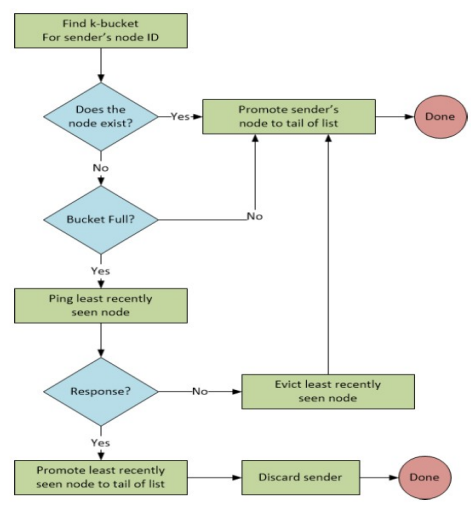 Find k-bucket
For sender's node ID
Does the
node exist?
Yes
Promote sender's
node to tail of list
Done
No
Bucket Full?
No
Yes
Ping least recently
seen node
Response?
No
Evict least recently
seen node
Yes
Promote least recently
seen node to tail of list
Discard sender
Done